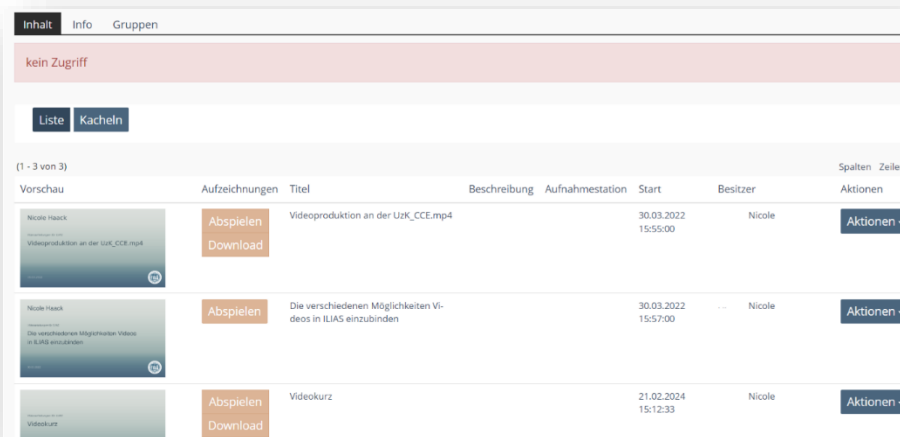 Inhalt Info Gruppen
kein Zugriff
Liste Kacheln
(1 - 3 von 3) Spalten Zeile
Vorschau Aufzeichnungen Titel Beschreibung Aufnahmestation Start Besitzer Aktionen
Nicole Haack
Videoproduktion an der UzK_CCE.mp4
Abspielen
Download
Videoproduktion an der UzK_CCE.mp4
30.03.2022
15:55:00
Nicole
Aktionen
Nicole Haack
Die verschiedenen Möglichkeiten Videos
in ILIAS einzubinden
Abspielen
Die verschiedenen Möglichkeiten Vi-
deos in ILIAS einzubinden
30.03.2022
15:57:00
Nicole
Aktionen
Videokurz
Abspielen
Download
Videokurz
21.02.2024
15:12:33
Nicole
Aktionen